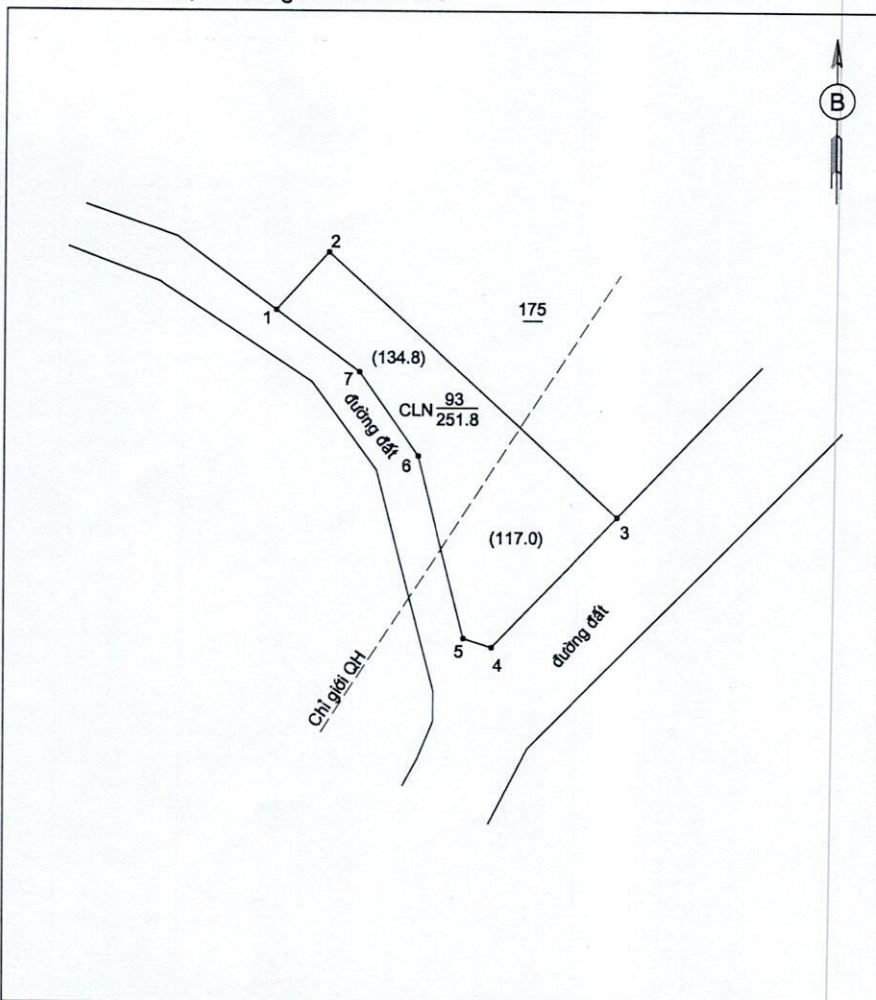 B
2
175
1
(134.8)
7
CLN 93
251.8
đường đất
6
3
(117.0)
5
4
đường đất
Chỉ giới QH